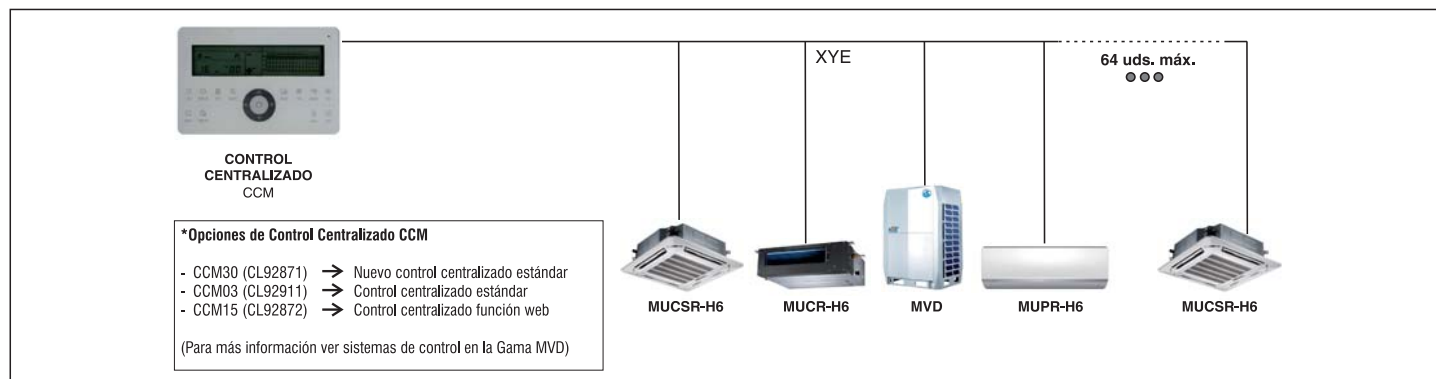 XYE
64 uds. máx.
CONTROL
CENTRALIZADO
CCM
*Opciones de Control Centralizado CCM
- CCM30 (CL92871) → Nuevo control centralizado estándar
- CCM03 (CL92911) → Control centralizado estándar
- CCM15 (CL92872) → Control centralizado función web
(Para más información ver sistemas de control en la Gama MVD)
MUCSR-H6
MUCR-H6
MVD
MUPR-H6
MUCSR-H6